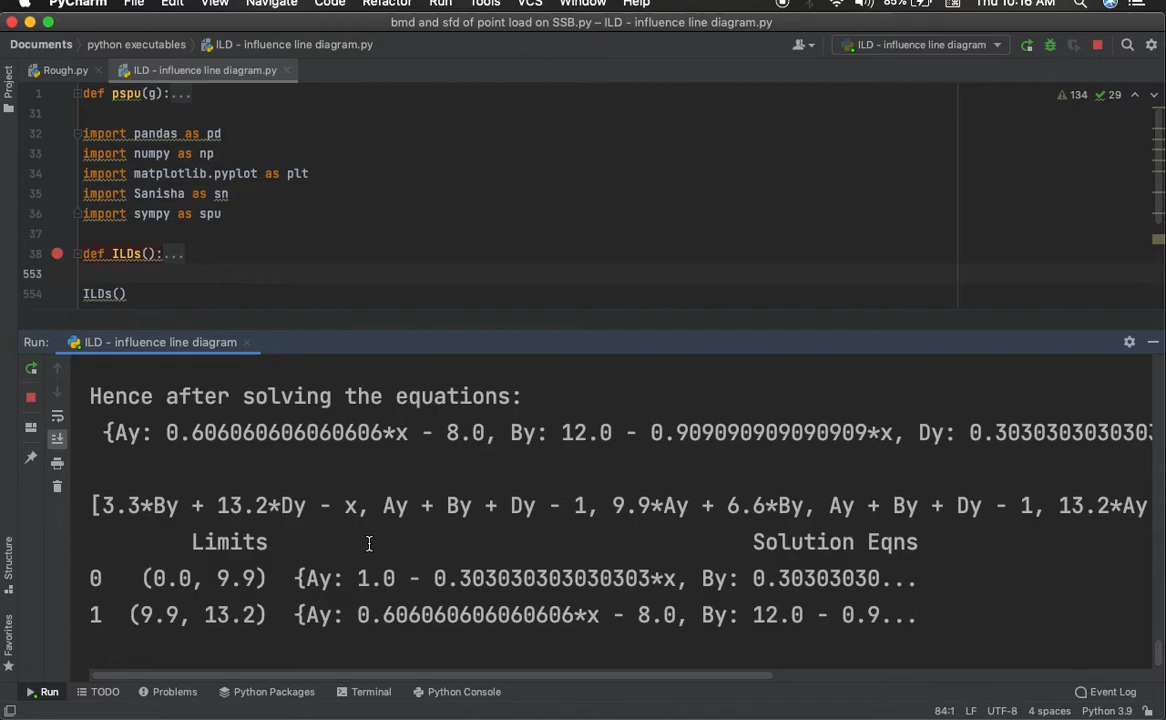 PyCharm File Edit View Navigate Code Refactor Run Tools VCS Window Help 85% Thu 10:16 AM
bmd and sfd of point load on SSB.py – ILD - influence line diagram.py
Documents python executables ILD - influence line diagram.py ILD - influence line diagram
Project
Rough.py ILD - influence line diagram.py
1 def pspu(g):... 134 29
31
32 import pandas as pd
33 import numpy as np
34 import matplotlib.pyplot as plt
35 import Sanisha as sn
36 import sympy as spu
37
38 def ILDs():...
553
554 ILDs()
Run: ILD - influence line diagram
Hence after solving the equations:
{Ay: 0.606060606060606*x - 8.0, By: 12.0 - 0.909090909090909*x, Dy: 0.3030303030303
[3.3*By + 13.2*Dy - x, Ay + By + Dy - 1, 9.9*Ay + 6.6*By, Ay + By + Dy - 1, 13.2*Ay
Limits Solution Eqns
0 (0.0, 9.9) {Ay: 1.0 - 0.303030303030303*x, By: 0.30303030...
1 (9.9, 13.2) {Ay: 0.606060606060606*x - 8.0, By: 12.0 - 0.9...
Structure
Favorites
Run TODO Problems Python Packages Terminal Python Console Event Log
84:1 LF UTF-8 4 spaces Python 3.9